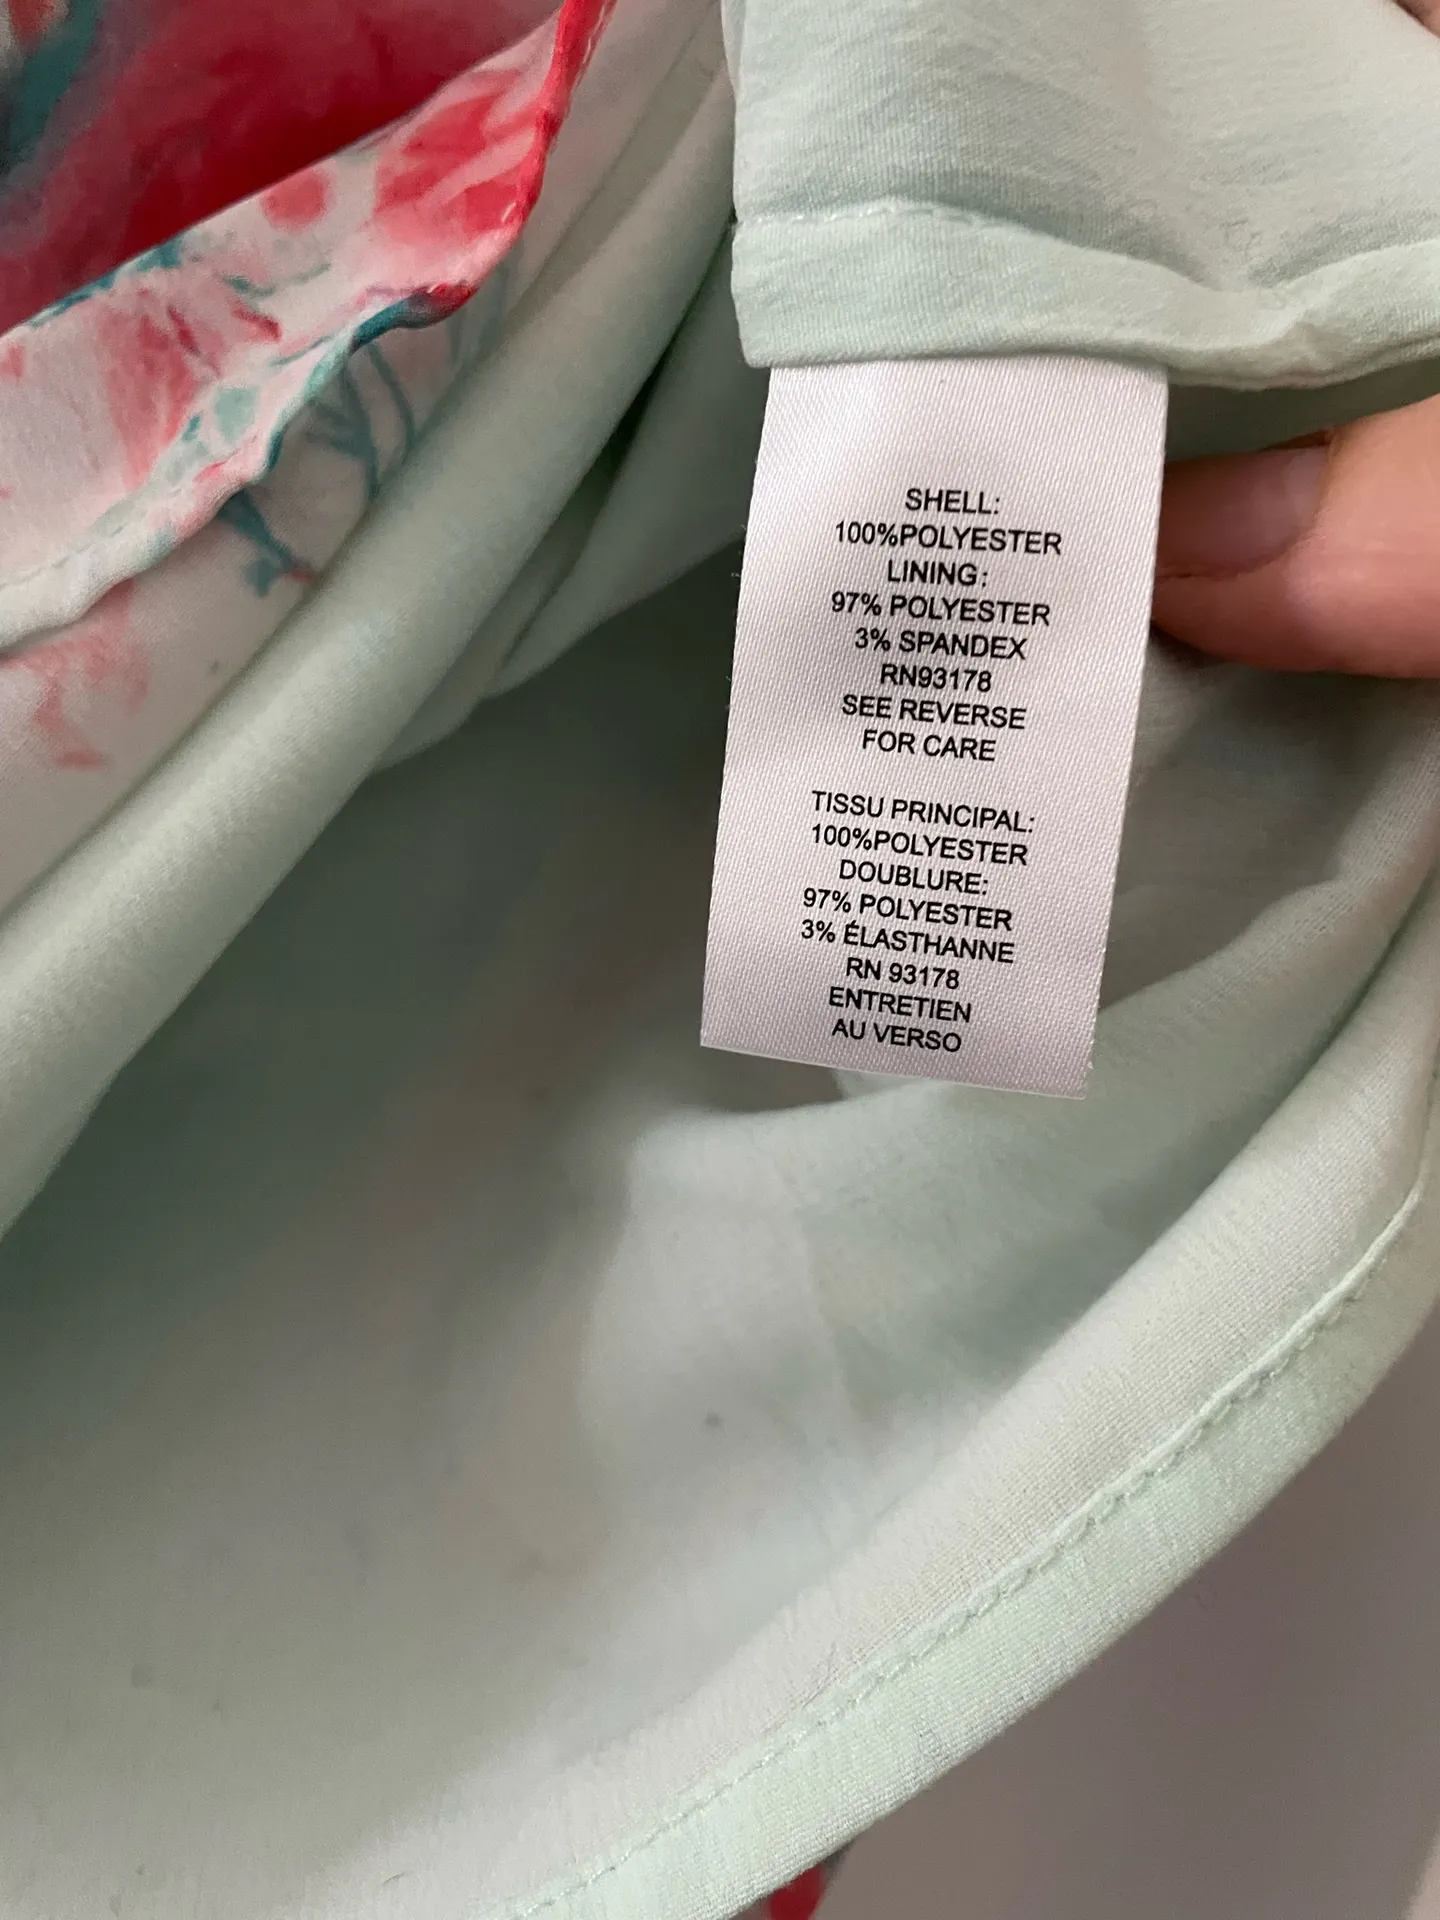 SHELL:
100%POLYESTER
LINING:
97% POLYESTER
3% SPANDEX
RN93178
SEE REVERSE
FOR CARE
TISSU PRINCIPAL:
100%POLYESTER
DOUBLURE:
97% POLYESTER
3% ÉLASTHANNE
RN 93178
ENTRETIEN
AU VERSO